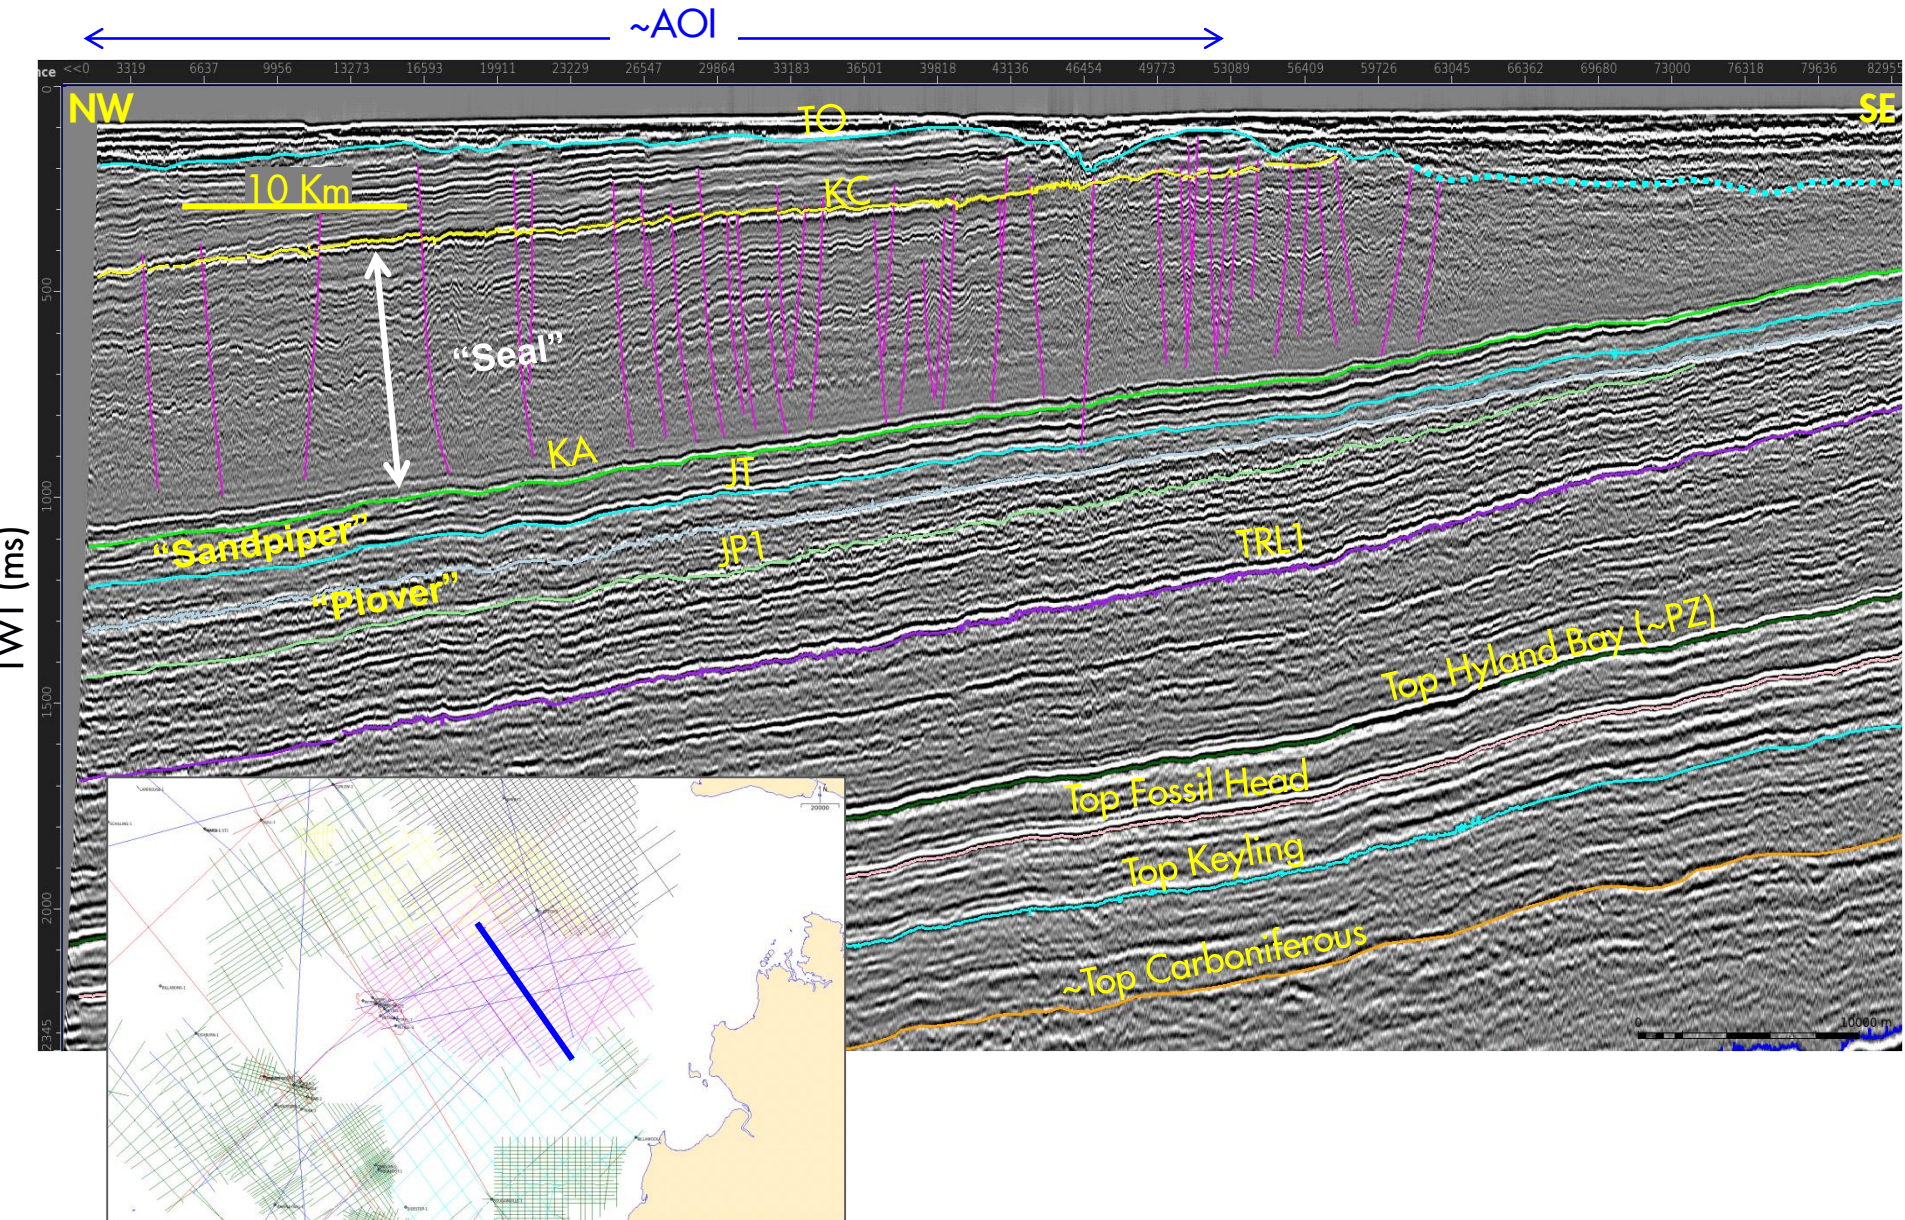 ~AOI
nce <<0 3319 6637 9956 13273 16593 19911 23229 26547 29864 33183 36501 39818 43136 46454 49773 53089 56409 59726 63045 66362 69680 73000 76318 79636 82955
0
NW
SE
TO
10 Km
KC
500
"Seal"
KA
JT
1000
"Sandpiper"
JP1
TRL1
"Plover"
TWT (ms)
Top Hyland Bay (~PZ)
1500
Top Fossil Head
20000
Top Keyling
2000
~Top Carboniferous
2345
0 10000 m